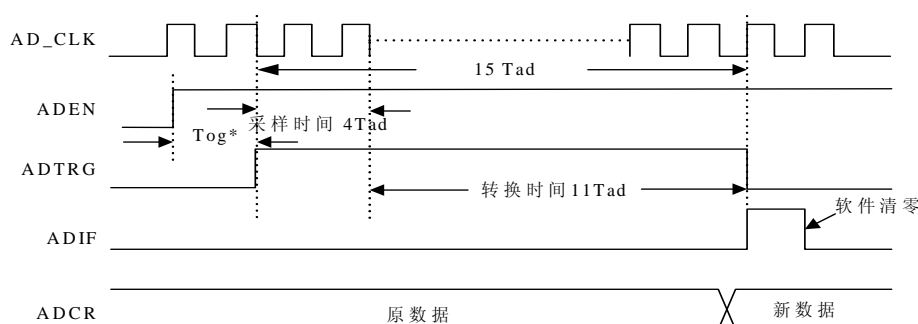 AD_CLK
15 Tad
ADEN
采样时间 4Tad
Tog*
ADTRG
转换时间11Tad
软件清零
ADIF
ADCR
原数据
新数据